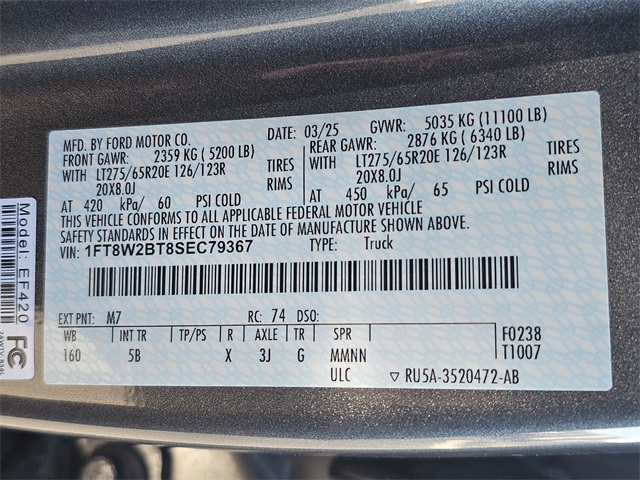 MFD. BY FORD MOTOR CO.
DATE: 03/25
GVWR: 5035 KG (11100 LB)
FRONT GAWR: 2359 KG ( 5200 LB)
WITH LT275/65R20E 126/123R TIRES
20X8.0J RIMS
AT 420 kPa/ 60 PSI COLD
REAR GAWR: 2876 KG ( 6340 LB)
WITH LT275/65R20E 126/123R TIRES
20X8.0J RIMS
AT 450 kPa/ 65 PSI COLD
THIS VEHICLE CONFORMS TO ALL APPLICABLE FEDERAL MOTOR VEHICLE
SAFETY STANDARDS IN EFFECT ON THE DATE OF MANUFACTURE SHOWN ABOVE.
VIN: 1FT8W2BT8SEC79367 TYPE: Truck
EXT PNT: M7 RC: 74 DSO:
WB INT TR TP/PS R AXLE TR SPR F0238
160 5B X 3J G MMNN T1007
ULC ▽ RU5A-3520472-AB
Model: EF420
FC